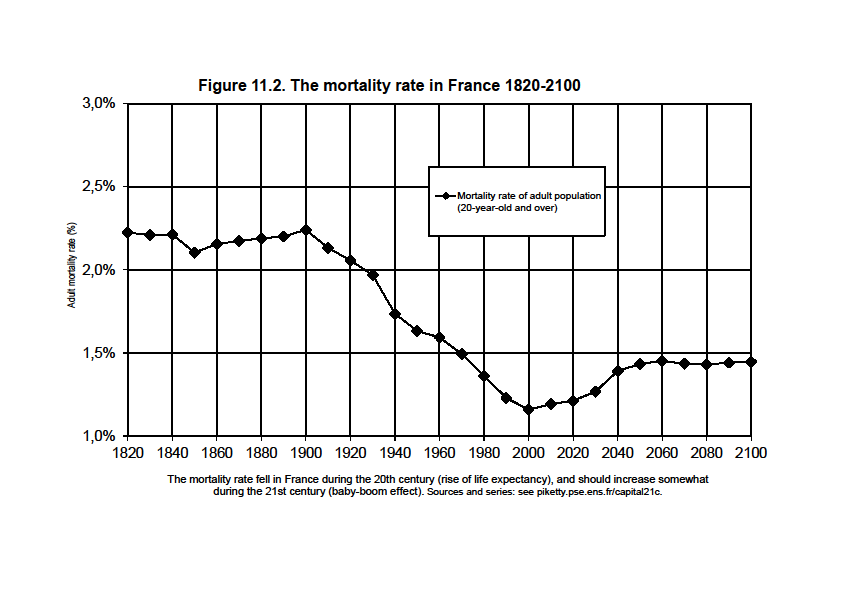 Figure 11.2. The mortality rate in France 1820-2100
3,0%
2,5%
2,0%
1,5%
1,0%
Adult mortality rate (%)
Mortality rate of adult population
(20-year-old and over)
1820 1840 1860 1880 1900 1920 1940 1960 1980 2000 2020 2040 2060 2080 2100
The mortality rate fell in France during the 20th century (rise of life expectancy), and should increase somewhat
during the 21st century (baby-boom effect). Sources and series: see piketty.pse.ens.fr/capital21c.